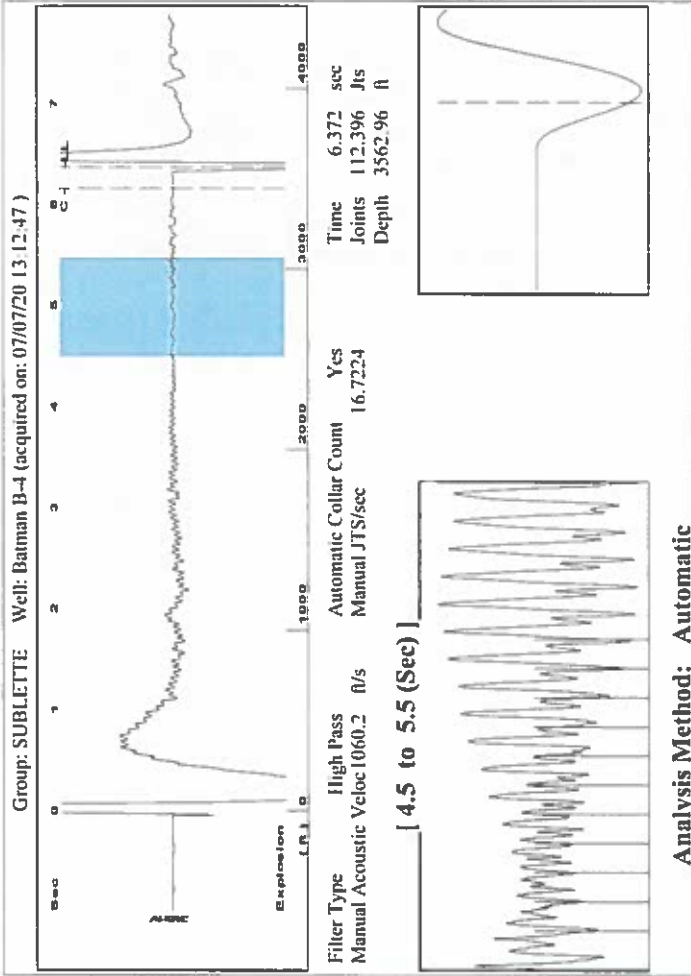 Group: SUBLETTE Well: Batman B-4 (acquired on: 07/07/20 13:12:47 )
Sec 0 1 2 3 4 5 6 7
Explosion
(ft) 0 1000 2000 3000 4000
Filter Type High Pass Automatic Collar Count Yes Time 6.372 sec
Manual Acoustic Veloc 1060.2 ft/s Manual JTS/sec 16.7224 Joints 112.396 Jts
Depth 3562.96 ft
[ 4.5 to 5.5 (Sec) ]
Analysis Method: Automatic